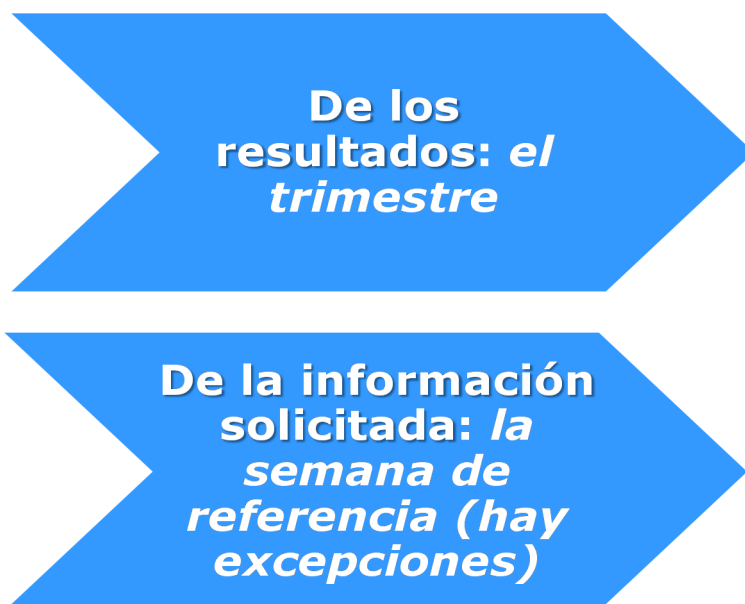 De los
resultados: el
trimestre
De la información
solicitada: la
semana de
referencia (hay
excepciones)